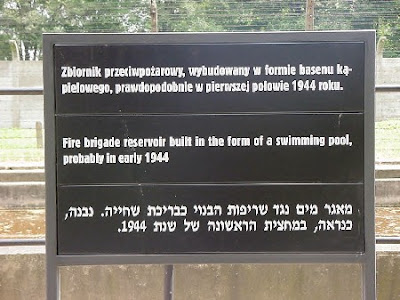 Zbiornik przeciwpożarowy, wybudowany w formie basenu ką-
pielowego, prawdopodobnie w pierwszej połowie 1944 roku.
Fire brigade reservoir built in the form of a swimming pool,
probably in early 1944
מאגר מים נגד שריפות הבנוי כבריכת שחייה. נבנה,
כנראה, במחצית הראשונה של שנת 1944.